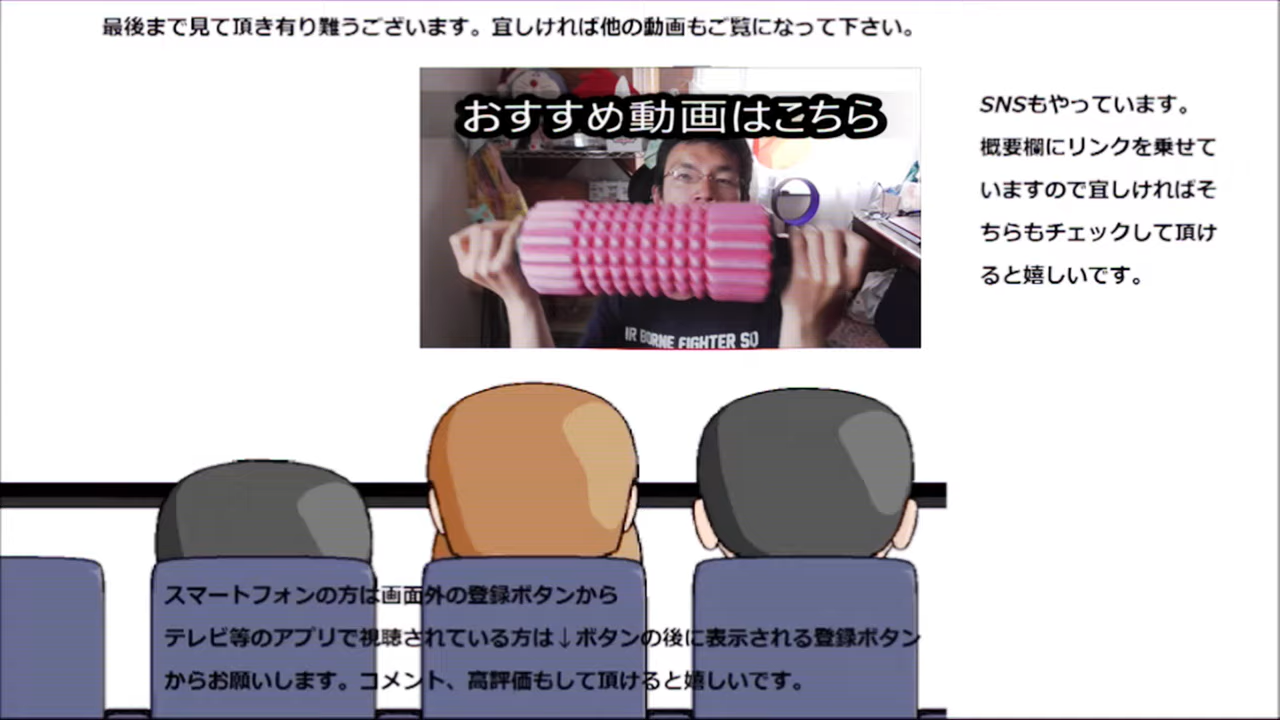 最後まで見て頂き有り難うございます。宜しければ他の動画もご覧になって下さい。
おすすめ動画はこちら
SNSもやっています。
概要欄にリンクを乗せて
いますので宜しければそ
ちらもチェックして頂け
ると嬉しいです。
IR BORNE FIGHTER SQ
スマートフォンの方は画面外の登録ボタンから
テレビ等のアプリで視聴されている方は↓ボタンの後に表示される登録ボタン
からお願いします。コメント、高評価もして頂けると嬉しいです。